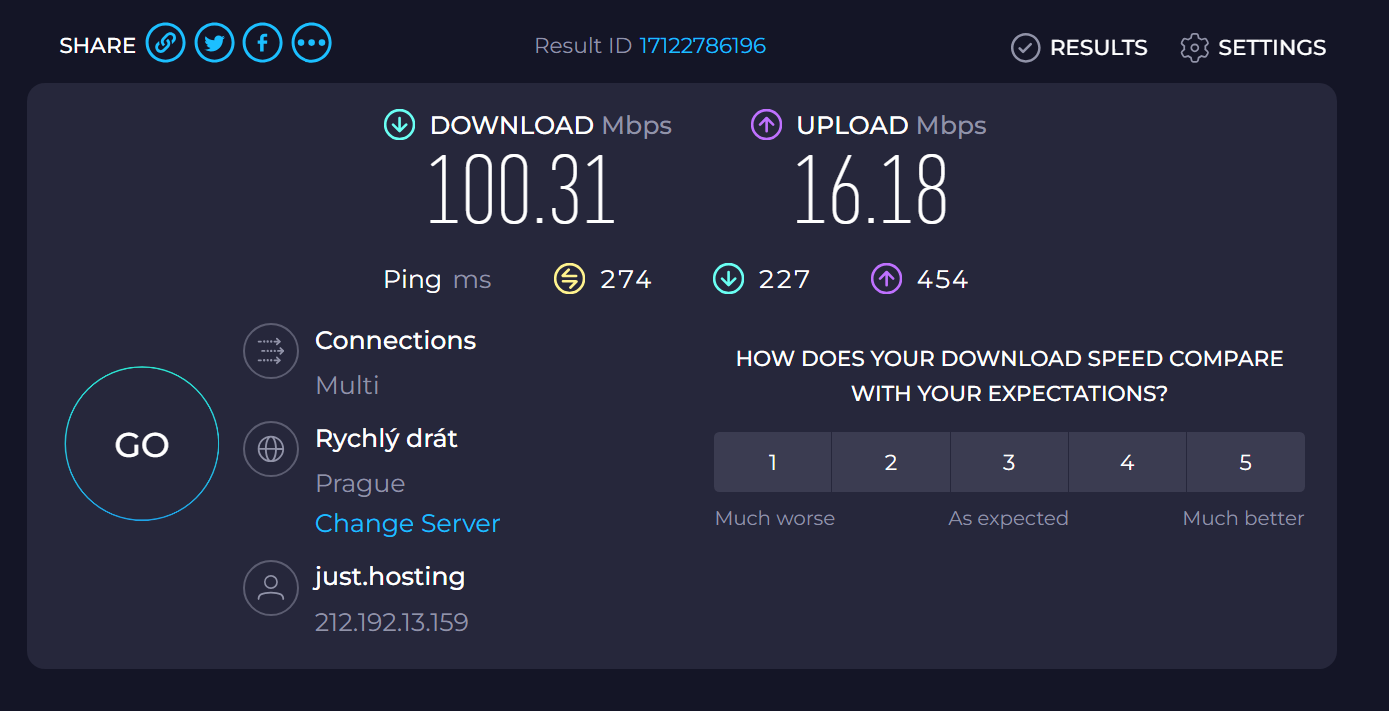 SHARE
Result ID 17122786196
RESULTS
SETTINGS
DOWNLOAD Mbps
100.31
UPLOAD Mbps
16.18
Ping ms 274 227 454
GO
Connections
Multi
Rychlý drát
Prague
Change Server
just.hosting
212.192.13.159
HOW DOES YOUR DOWNLOAD SPEED COMPARE
WITH YOUR EXPECTATIONS?
1 2 3 4 5
Much worse As expected Much better